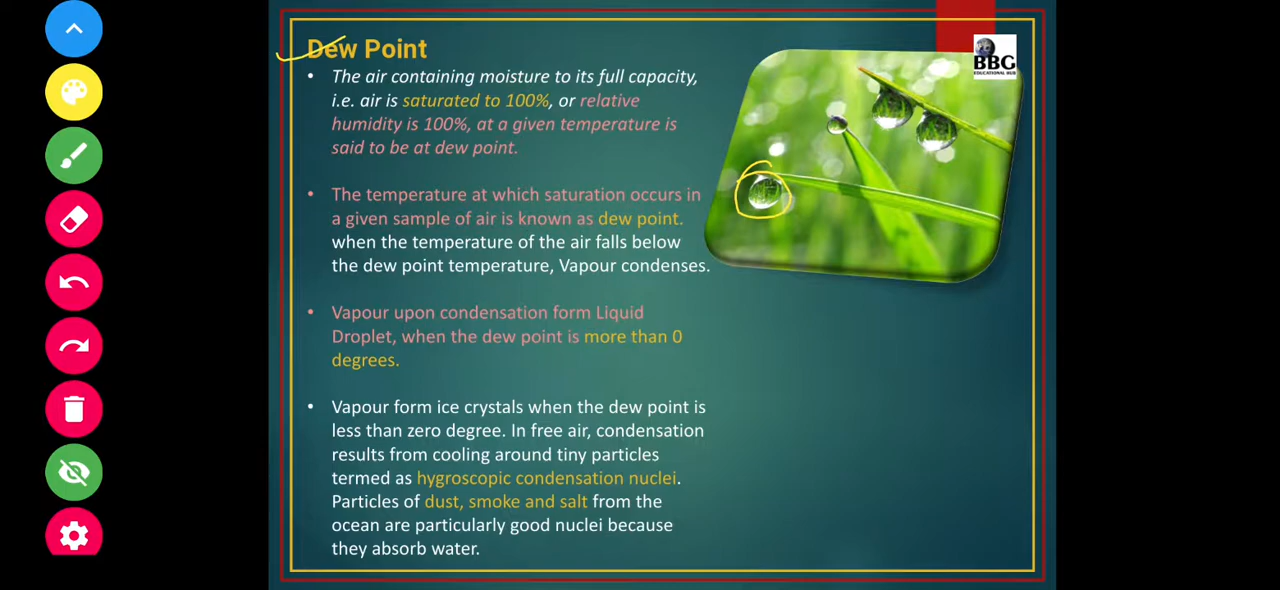 Dew Point
• The air containing moisture to its full capacity,
i.e. air is saturated to 100%, or relative
humidity is 100%, at a given temperature is
said to be at dew point.
• The temperature at which saturation occurs in
a given sample of air is known as dew point.
when the temperature of the air falls below
the dew point temperature, Vapour condenses.
• Vapour upon condensation form Liquid
Droplet, when the dew point is more than 0
degrees.
• Vapour form ice crystals when the dew point is
less than zero degree. In free air, condensation
results from cooling around tiny particles
termed as hygroscopic condensation nuclei.
Particles of dust, smoke and salt from the
ocean are particularly good nuclei because
they absorb water.
BBG
EDUCATIONAL HUB